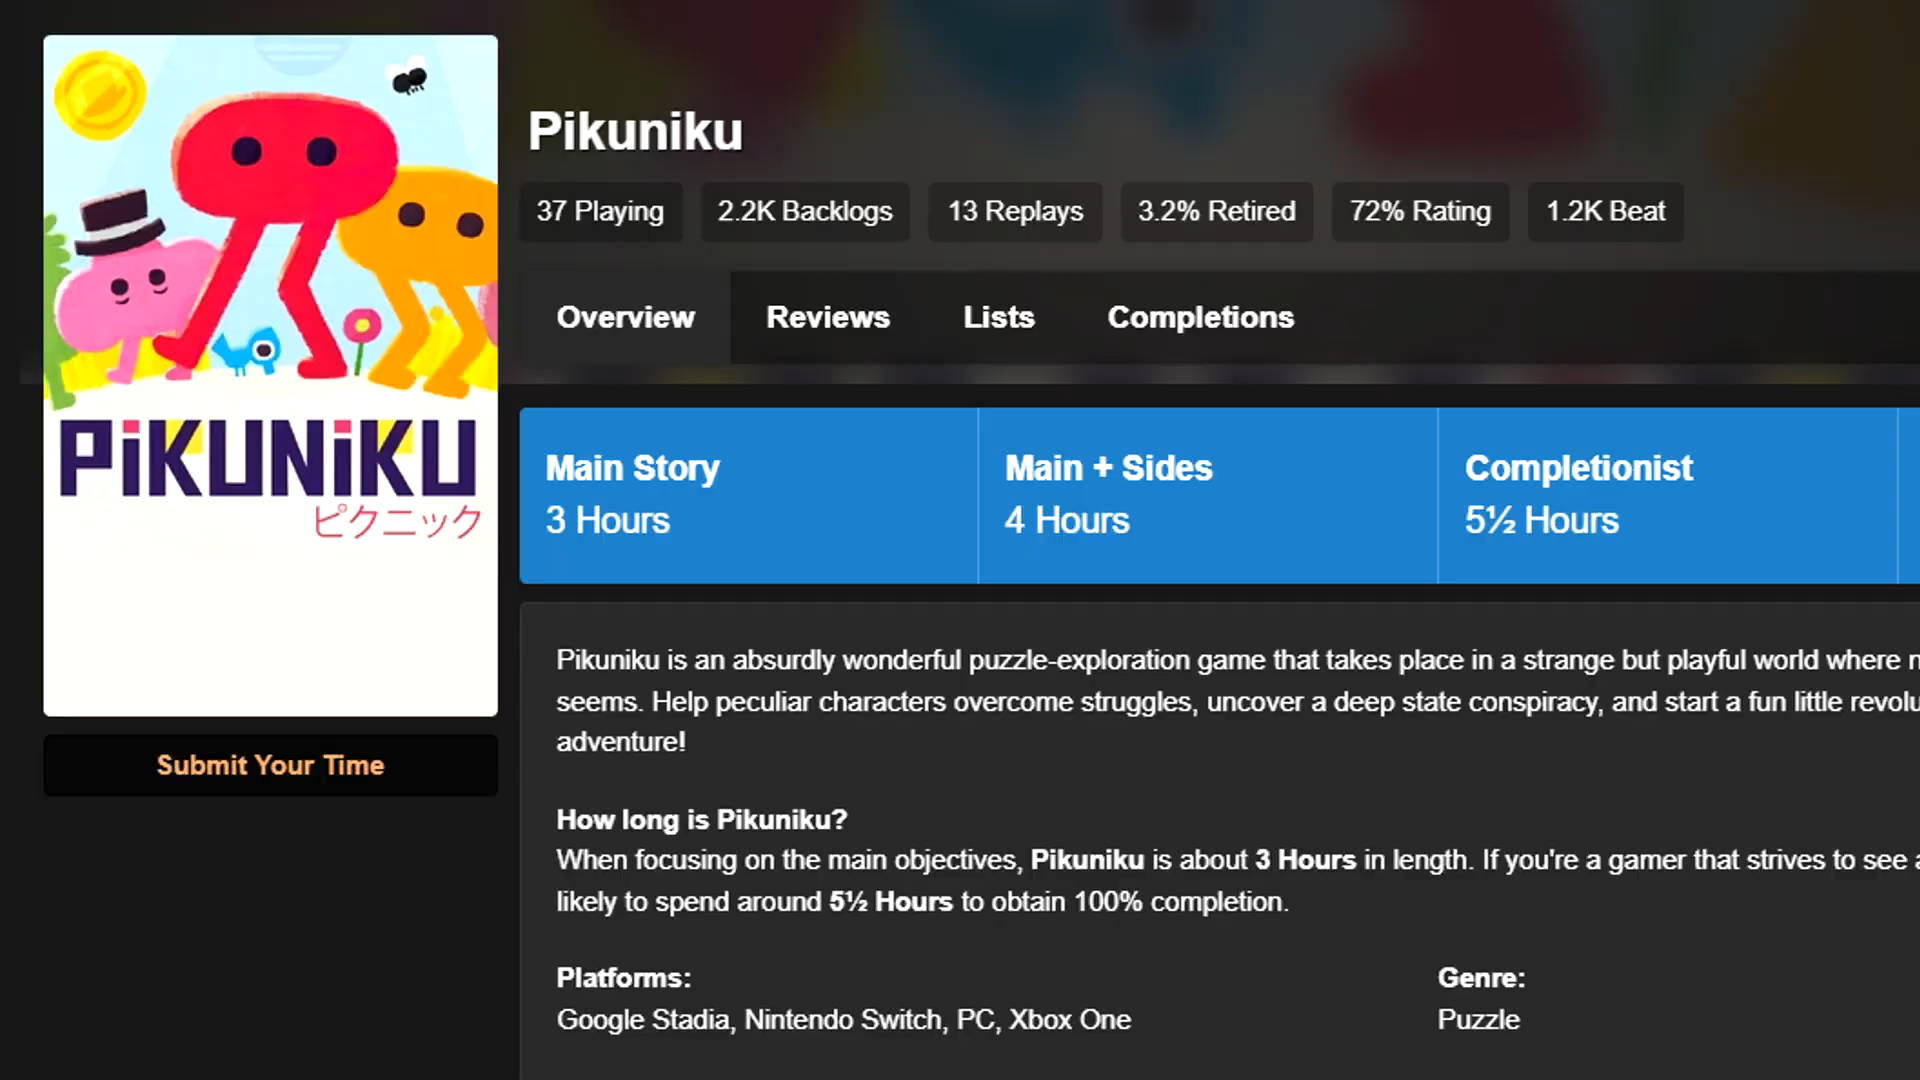 Pikuniku
37 Playing
2.2K Backlogs
13 Replays
3.2% Retired
72% Rating
1.2K Beat
Overview
Reviews
Lists
Completions
PiKUNiKU
ピクニック
Submit Your Time
Main Story
3 Hours
Main + Sides
4 Hours
Completionist
5½ Hours
Pikuniku is an absurdly wonderful puzzle-exploration game that takes place in a strange but playful world where
seems. Help peculiar characters overcome struggles, uncover a deep state conspiracy, and start a fun little
adventure!
How long is Pikuniku?
When focusing on the main objectives, Pikuniku is about 3 Hours in length. If you're a gamer that strives to see
likely to spend around 5½ Hours to obtain 100% completion.
Platforms:
Google Stadia, Nintendo Switch, PC, Xbox One
Genre:
Puzzle